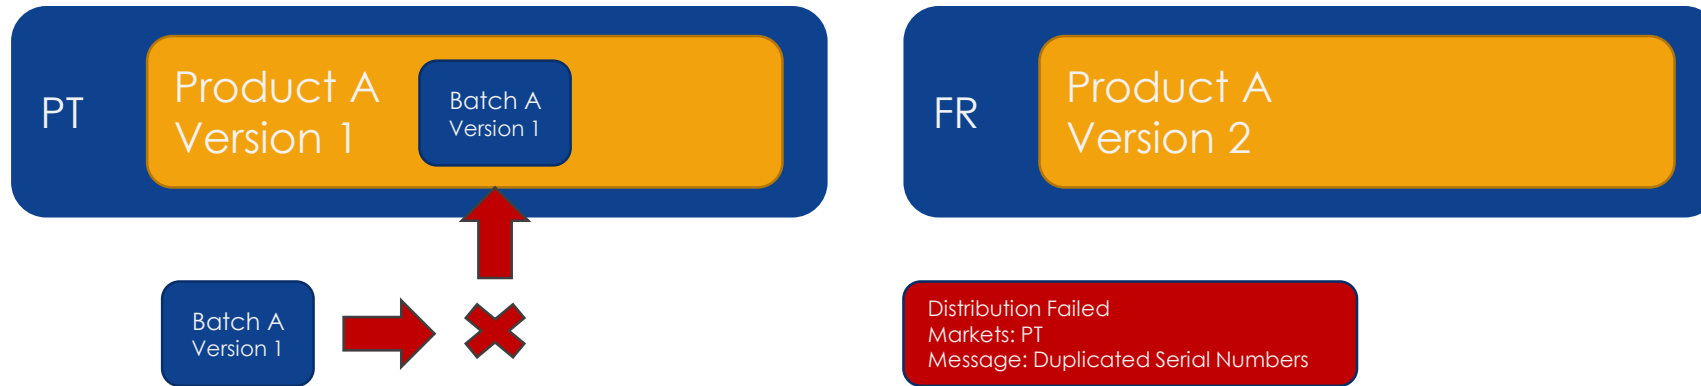 PT
Product A
Version 1
Batch A
Version 1
FR
Product A
Version 2
Batch A
Version 1
Distribution Failed
Markets: PT
Message: Duplicated Serial Numbers